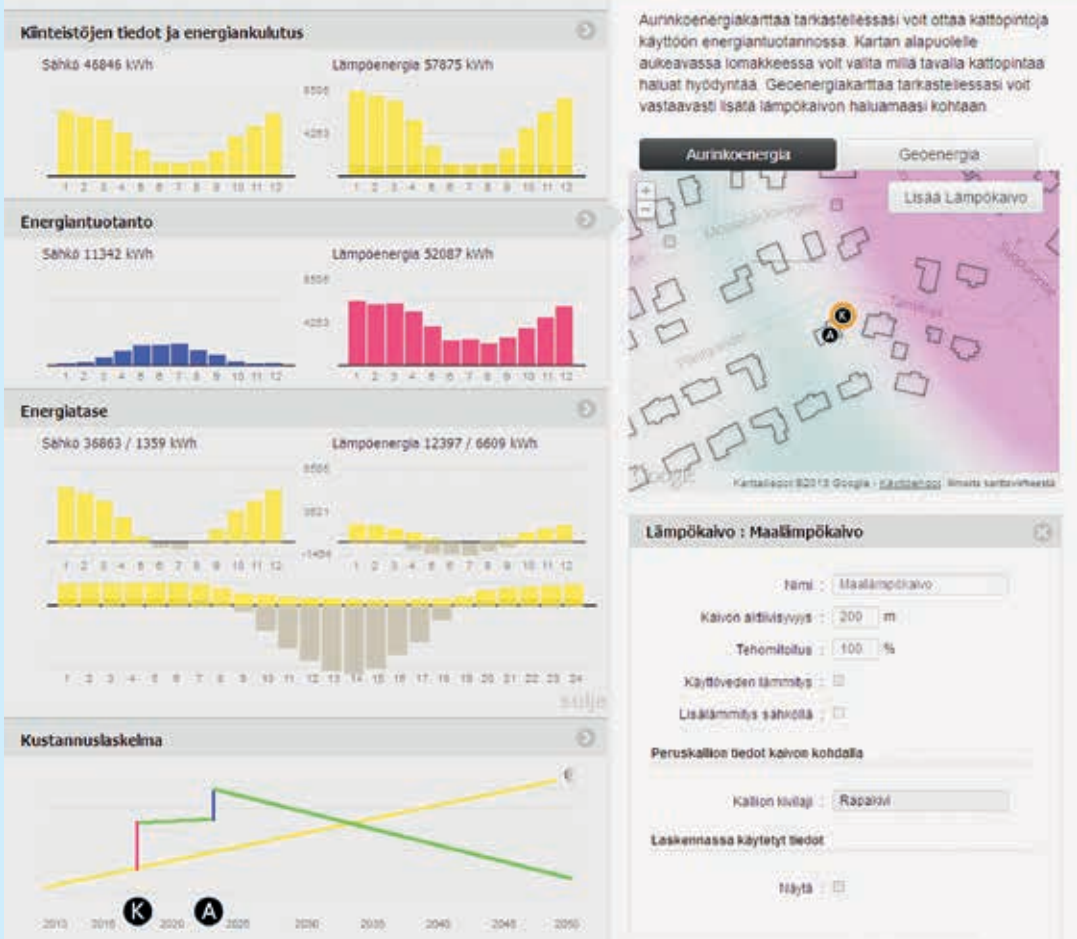 Kiinteistöjen tiedot ja energiankulutus
Sähkö 46846 kWh
Lämpöenergia 57875 kWh
8506
4253
1 2 3 4 5 6 7 8 9 10 11 12
1 2 3 4 5 6 7 8 9 10 11 12
Energiantuotanto
Sähkö 11342 kWh
Lämpöenergia 52087 kWh
8506
4253
1 2 3 4 5 6 7 8 9 10 11 12
1 2 3 4 5 6 7 8 9 10 11 12
Energiatase
Sähkö 36863 / 1359 kWh
Lämpöenergia 12397 / 6609 kWh
8506
3521
-1464
1 2 3 4 5 6 7 8 9 10 11 12
1 2 3 4 5 6 7 8 9 10 11 12
1 2 3 4 5 6 7 8 9 10 11 12 13 14 15 16 17 18 19 20 21 22 23 24
sulje
Kustannuslaskelma
€
K A
2013 2015 2020 2025 2030 2035 2040 2045 2050
Aurinkoenergiakarttaa tarkastellessasi voit ottaa kattopintoja
käyttöön energiantuotannossa. Kartan alapuolelle
aukeavassa lomakkeessa voit valita millä tavalla kattopintaa
haluat hyödyntää. Geoenergiakarttaa tarkastellessasi voit
vastaavasti lisätä lämpökaivon haluamaasi kohtaan.
Aurinkoenergia
Geoenergia
+
−
Lisää Lämpökaivo
K
A
Google
Karttatiedot ©2013 Google - Käyttöehdot Ilmoita karttavirheestä
Lämpökaivo : Maalämpökaivo
Nimi : Maalämpökaivo
Kaivon aktiivisyvyys : 200 m
Tehomitoitus : 100 %
Käyttöveden lämmitys :
Lisälämmitys sähköllä :
Peruskallion tiedot kaivon kohdalla
Kallion kivilaji : Rapakivi
Laskennassa käytetyt tiedot
Näytä :